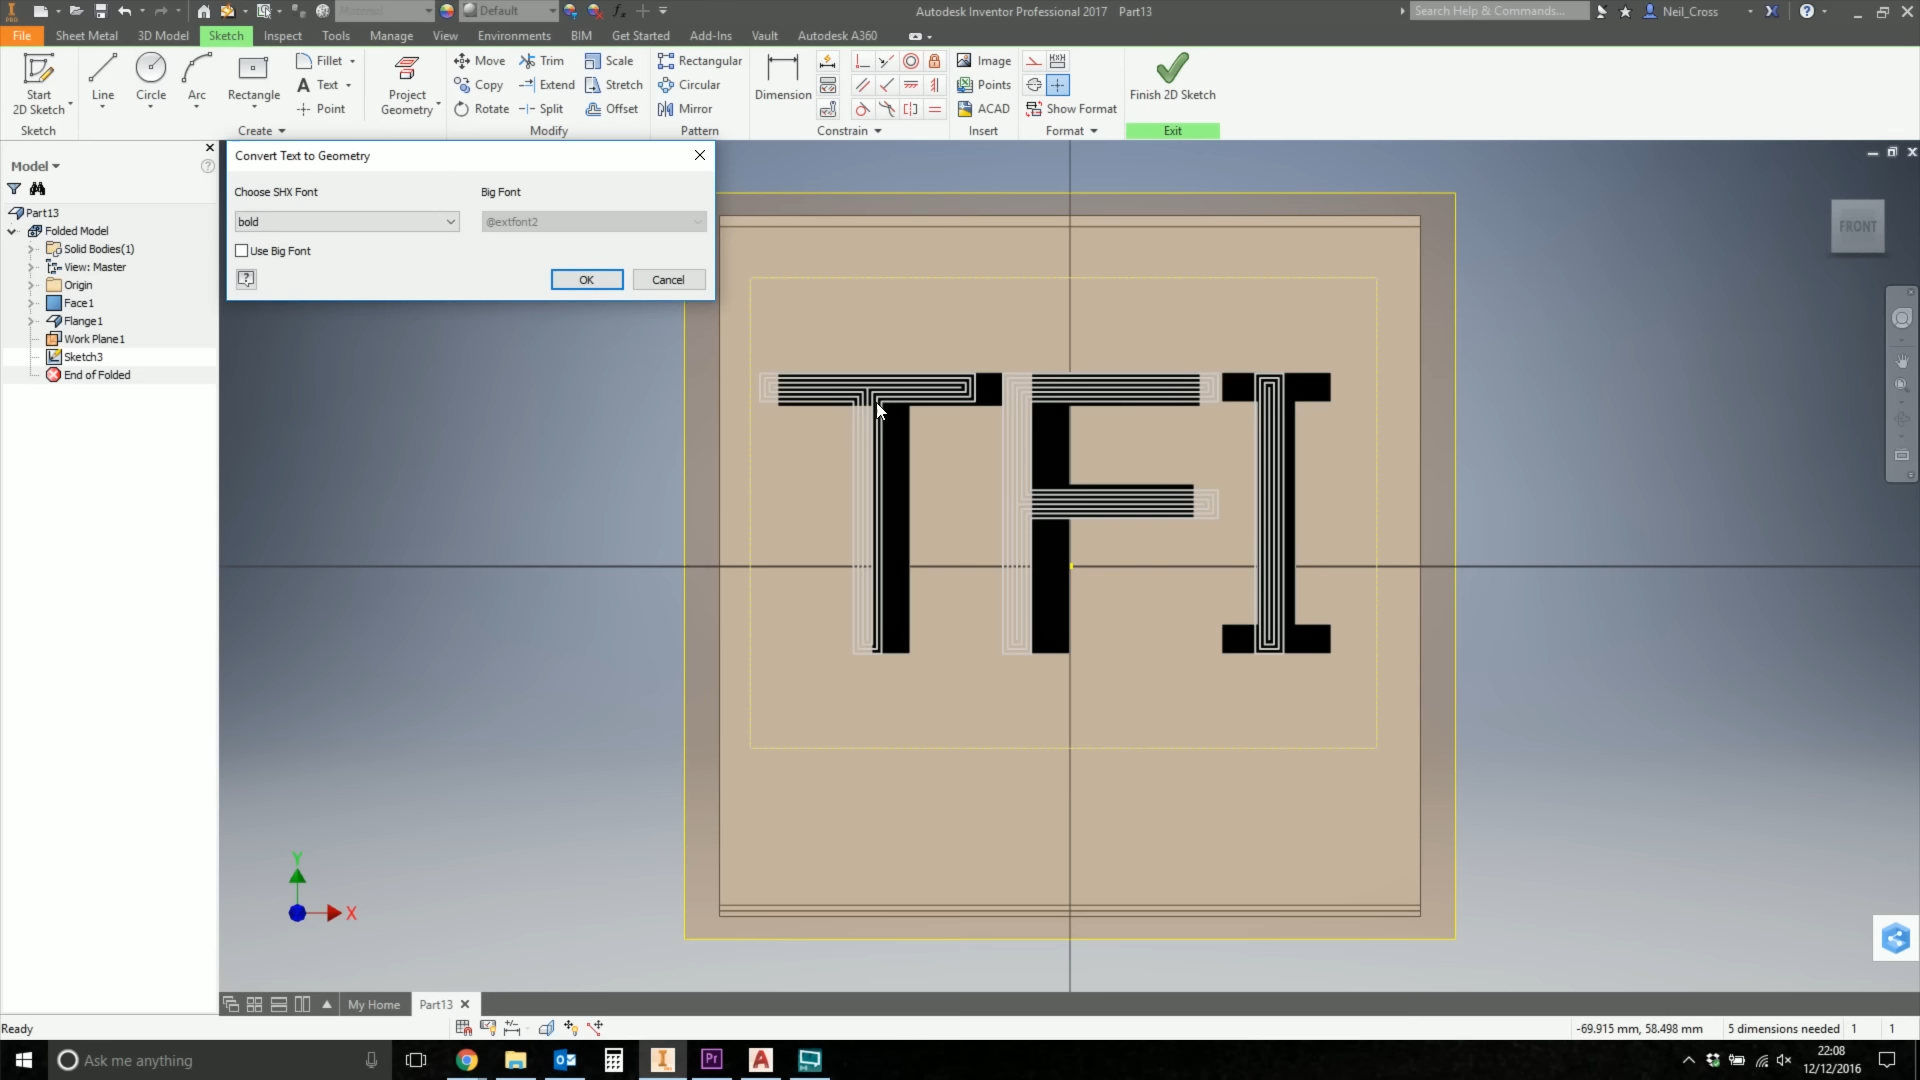 PRO
Material
Default
fx
Autodesk Inventor Professional 2017 Part13
Search Help & Commands...
Neil_Cross
File
Sheet Metal
3D Model
Sketch
Inspect
Tools
Manage
View
Environments
BIM
Get Started
Add-Ins
Vault
Autodesk A360
Start
2D Sketch
Line
Circle
Arc
Rectangle
Fillet
Text
Point
Project
Geometry
Move
Trim
Scale
Copy
Extend
Stretch
Rotate
Split
Offset
Rectangular
Circular
Mirror
Dimension
Image
Points
ACAD
Show Format
Finish 2D Sketch
Sketch
Create
Modify
Pattern
Constrain
Insert
Format
Exit
Model
Part13
Folded Model
Solid Bodies(1)
View: Master
Origin
Face1
Flange1
Work Plane1
Sketch3
End of Folded
Convert Text to Geometry
Choose SHX Font
Big Font
bold
@extfont2
Use Big Font
OK
Cancel
FRONT
TFI
Y
X
My Home
Part13
Ready
-69.915 mm, 58.498 mm
5 dimensions needed
1
1
Ask me anything
22:08
12/12/2016